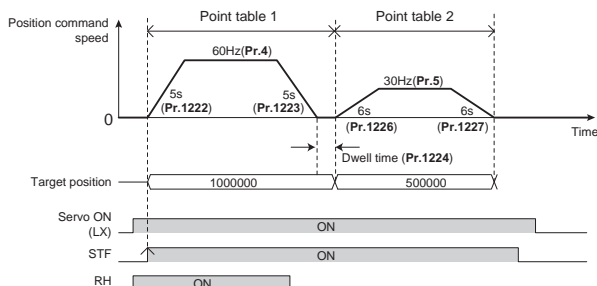 Point table 1
Point table 2
Position command
speed
60Hz(Pr.4)
30Hz(Pr.5)
5s
(Pr.1222)
5s
(Pr.1223)
6s
(Pr.1226)
6s
(Pr.1227)
0
Time
Dwell time (Pr.1224)
Target position
1000000
500000
Servo ON
(LX)
ON
STF
ON
RH
ON